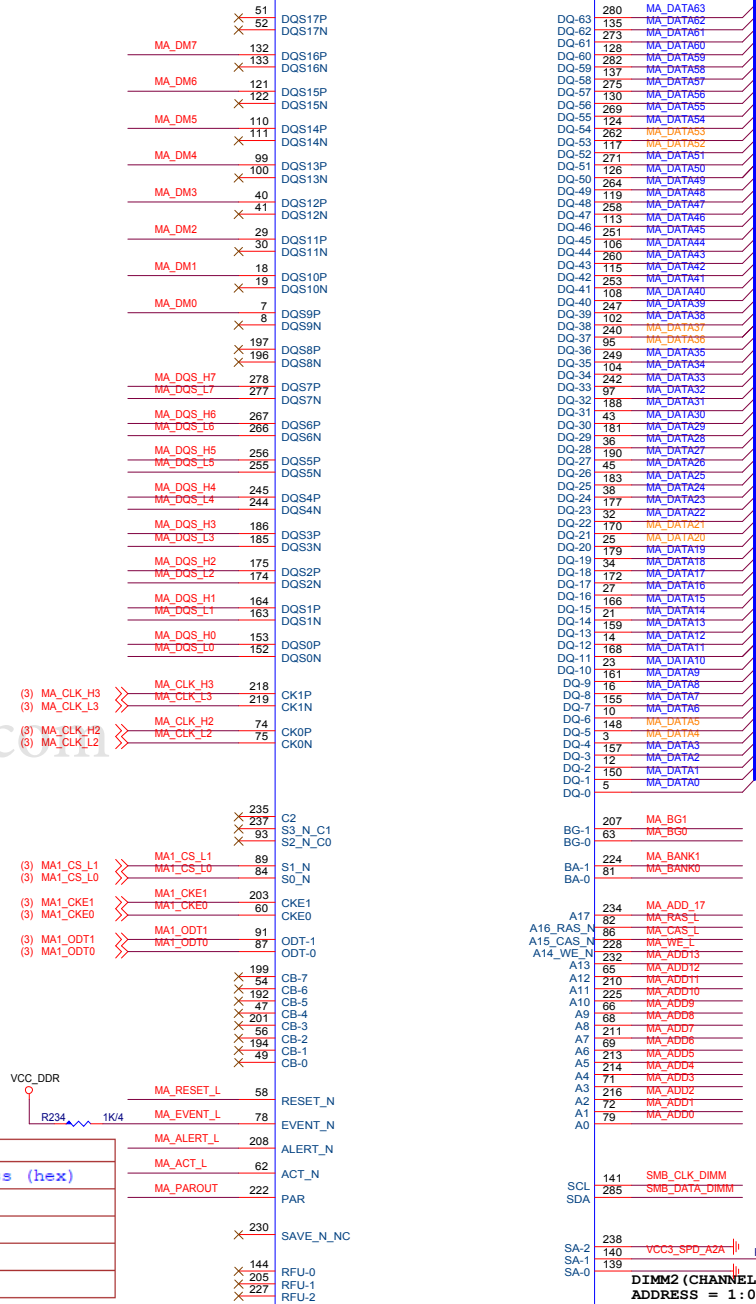 51 DQS17P
52 DQS17N
MA_DM7 132 DQS16P
133 DQS16N
MA_DM6 121 DQS15P
122 DQS15N
MA_DM5 110 DQS14P
111 DQS14N
MA_DM4 99 DQS13P
100 DQS13N
MA_DM3 40 DQS12P
41 DQS12N
MA_DM2 29 DQS11P
30 DQS11N
MA_DM1 18 DQS10P
19 DQS10N
MA_DM0 7 DQS9P
8 DQS9N
197 DQS8P
196 DQS8N
MA_DQS_H7 278 DQS7P
MA_DQS_L7 277 DQS7N
MA_DQS_H6 267 DQS6P
MA_DQS_L6 266 DQS6N
MA_DQS_H5 256 DQS5P
MA_DQS_L5 255 DQS5N
MA_DQS_H4 245 DQS4P
MA_DQS_L4 244 DQS4N
MA_DQS_H3 186 DQS3P
MA_DQS_L3 185 DQS3N
MA_DQS_H2 175 DQS2P
MA_DQS_L2 174 DQS2N
MA_DQS_H1 164 DQS1P
MA_DQS_L1 163 DQS1N
MA_DQS_H0 153 DQS0P
MA_DQS_L0 152 DQS0N
(3) MA_CLK_H3 MA_CLK_H3 218 CK1P
(3) MA_CLK_L3 MA_CLK_L3 219 CK1N
(3) MA_CLK_H2 MA_CLK_H2 74 CK0P
(3) MA_CLK_L2 MA_CLK_L2 75 CK0N
com
235 C2
237 S3_N_C1
93 S2_N_C0
(3) MA1_CS_L1 MA1_CS_L1 89 S1_N
(3) MA1_CS_L0 MA1_CS_L0 84 S0_N
(3) MA1_CKE1 MA1_CKE1 203 CKE1
(3) MA1_CKE0 MA1_CKE0 60 CKE0
(3) MA1_ODT1 MA1_ODT1 91 ODT-1
(3) MA1_ODT0 MA1_ODT0 87 ODT-0
199 CB-7
54 CB-6
192 CB-5
47 CB-4
201 CB-3
56 CB-2
194 CB-1
49 CB-0
VCC_DDR
MA_RESET_L 58 RESET_N
R234 1K/4 MA_EVENT_L 78 EVENT_N
MA_ALERT_L 208 ALERT_N
MA_ACT_L 62 ACT_N
s (hex)
MA_PAROUT 222 PAR
230 SAVE_N_NC
144 RFU-0
205 RFU-1
227 RFU-2
DQ-63 280 MA_DATA63
DQ-62 135 MA_DATA62
DQ-61 273 MA_DATA61
DQ-60 128 MA_DATA60
DQ-59 282 MA_DATA59
DQ-58 137 MA_DATA58
DQ-57 275 MA_DATA57
DQ-56 130 MA_DATA56
DQ-55 269 MA_DATA55
DQ-54 124 MA_DATA54
DQ-53 262 MA_DATA53
DQ-52 117 MA_DATA52
DQ-51 271 MA_DATA51
DQ-50 126 MA_DATA50
DQ-49 264 MA_DATA49
DQ-48 119 MA_DATA48
DQ-47 258 MA_DATA47
DQ-46 113 MA_DATA46
DQ-45 251 MA_DATA45
DQ-44 106 MA_DATA44
DQ-43 260 MA_DATA43
DQ-42 115 MA_DATA42
DQ-41 253 MA_DATA41
DQ-40 108 MA_DATA40
DQ-39 247 MA_DATA39
DQ-38 102 MA_DATA38
DQ-37 240 MA_DATA37
DQ-36 95 MA_DATA36
DQ-35 249 MA_DATA35
DQ-34 104 MA_DATA34
DQ-33 242 MA_DATA33
DQ-32 97 MA_DATA32
DQ-31 188 MA_DATA31
DQ-30 43 MA_DATA30
DQ-29 181 MA_DATA29
DQ-28 36 MA_DATA28
DQ-27 190 MA_DATA27
DQ-26 45 MA_DATA26
DQ-25 183 MA_DATA25
DQ-24 38 MA_DATA24
DQ-23 177 MA_DATA23
DQ-22 32 MA_DATA22
DQ-21 170 MA_DATA21
DQ-20 25 MA_DATA20
DQ-19 179 MA_DATA19
DQ-18 34 MA_DATA18
DQ-17 172 MA_DATA17
DQ-16 27 MA_DATA16
DQ-15 166 MA_DATA15
DQ-14 21 MA_DATA14
DQ-13 159 MA_DATA13
DQ-12 14 MA_DATA12
DQ-11 168 MA_DATA11
DQ-10 23 MA_DATA10
DQ-9 161 MA_DATA9
DQ-8 16 MA_DATA8
DQ-7 155 MA_DATA7
DQ-6 10 MA_DATA6
DQ-5 148 MA_DATA5
DQ-4 3 MA_DATA4
DQ-3 157 MA_DATA3
DQ-2 12 MA_DATA2
DQ-1 150 MA_DATA1
DQ-0 5 MA_DATA0
BG-1 207 MA_BG1
BG-0 63 MA_BG0
BA-1 224 MA_BANK1
BA-0 81 MA_BANK0
A17 234 MA_ADD_17
A16_RAS_N 82 MA_RAS_L
A15_CAS_N 86 MA_CAS_L
A14_WE_N 228 MA_WE_L
A13 232 MA_ADD13
A12 65 MA_ADD12
A11 210 MA_ADD11
A10 225 MA_ADD10
A9 66 MA_ADD9
A8 68 MA_ADD8
A7 211 MA_ADD7
A6 69 MA_ADD6
A5 213 MA_ADD5
A4 214 MA_ADD4
A3 71 MA_ADD3
A2 216 MA_ADD2
A1 72 MA_ADD1
A0 79 MA_ADD0
SCL 141 SMB_CLK_DIMM
SDA 285 SMB_DATA_DIMM
SA-2 238
SA-1 140 VCC3_SPD_A2A
SA-0 139
DIMM2(CHANNEL
ADDRESS = 1:0